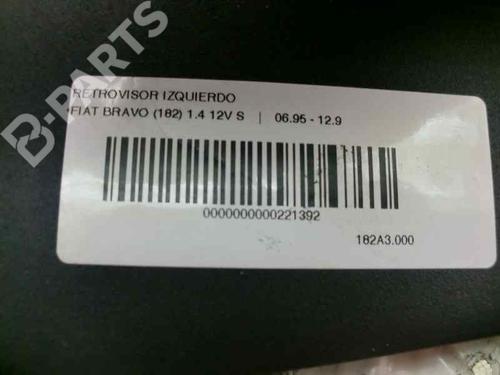 B-PARTS
RETROVISOR IZQUIERDO
FIAT BRAVO (182) 1.4 12V S | 06.95 - 12.9
0000000000221392
182A3.000